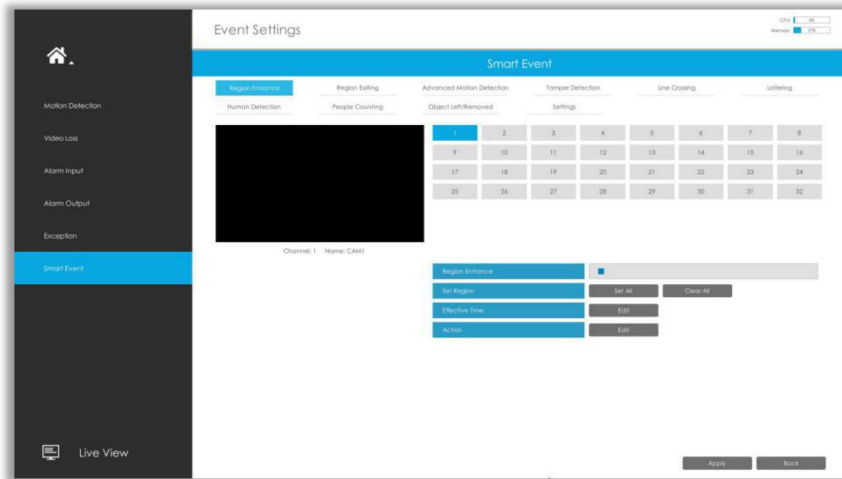 Event Settings
CPU
Memory
Smart Event
Region Entrance Region Exiting Advanced Motion Detection Tamper Detection Line Crossing Loitering
Human Detection People Counting Object Left/Removed Settings
Motion Detection
Video Loss
Alarm Input
Alarm Output
Exception
Smart Event
Live View
1 2 3 4 5 6 7 8
9 10 11 12 13 14 15 16
17 18 19 20 21 22 23 24
25 26 27 28 29 30 31 32
Channel: 1 Name: CAM1
Region Entrance
Set Region Set All Clear All
Effective Time Edit
Action Edit
Apply Back